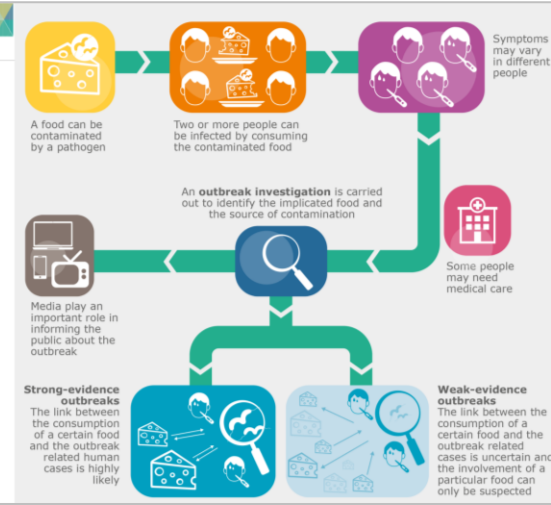 A food can be
contaminated
by a pathogen
Two or more people can
be infected by consuming
the contaminated food
Symptoms
may vary
in different
people
An outbreak investigation is carried
out to identify the implicated food and
the source of contamination
Some people
may need
medical care
Media play an
important role in
informing the
public about the
outbreak
Strong-evidence
outbreaks
The link between
the consumption
of a certain food
and the outbreak
related human
cases is highly
likely
Weak-evidence
outbreaks
The link between the
consumption of a
certain food and the
outbreak related
cases is uncertain and
the involvement of a
particular food can
only be suspected